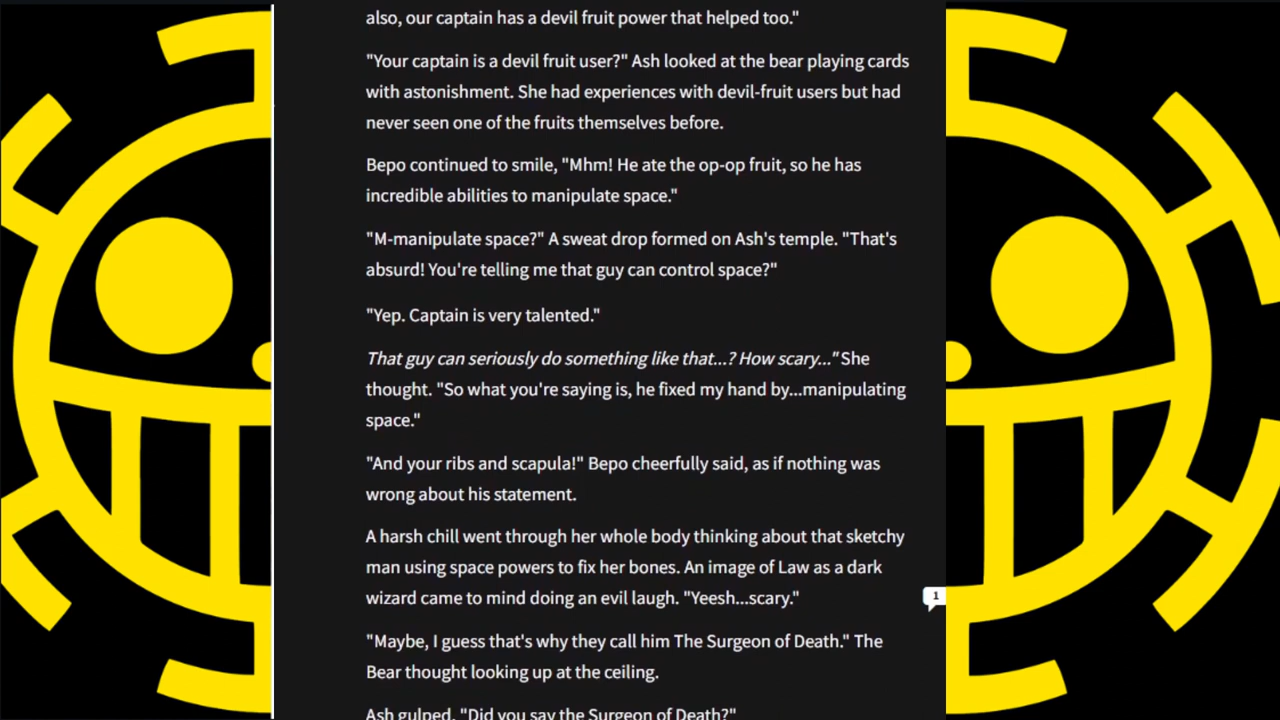 also, our captain has a devil fruit power that helped too."
"Your captain is a devil fruit user?" Ash looked at the bear playing cards
with astonishment. She had experiences with devil-fruit users but had
never seen one of the fruits themselves before.
Bepo continued to smile, "Mhm! He ate the op-op fruit, so he has
incredible abilities to manipulate space."
"M-manipulate space?" A sweat drop formed on Ash's temple. "That's
absurd! You're telling me that guy can control space?"
"Yep. Captain is very talented."
That guy can seriously do something like that...? How scary..." She
thought. "So what you're saying is, he fixed my hand by...manipulating
space."
"And your ribs and scapula!" Bepo cheerfully said, as if nothing was
wrong about his statement.
A harsh chill went through her whole body thinking about that sketchy
man using space powers to fix her bones. An image of Law as a dark
wizard came to mind doing an evil laugh. "Yeesh...scary."
1
"Maybe, I guess that's why they call him The Surgeon of Death." The
Bear thought looking up at the ceiling.
Ash gulped. "Did you say the Surgeon of Death?"